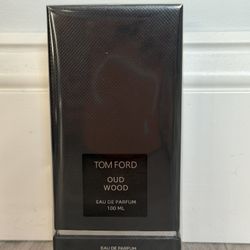 TOM FORD
OUD
WOOD
EAU DE PARFUM
100 ML
EAU DE PARFUM